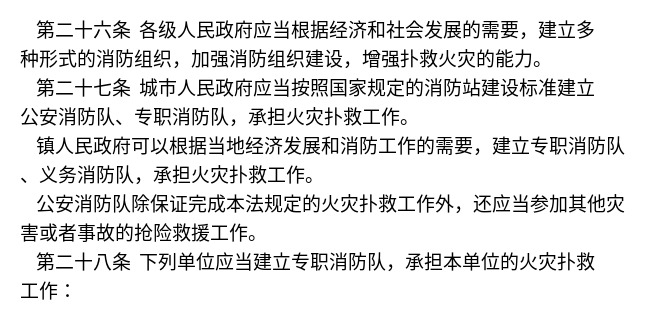 第二十六条 各级人民政府应当根据经济和社会发展的需要，建立多
种形式的消防组织，加强消防组织建设，增强扑救火灾的能力。
第二十七条 城市人民政府应当按照国家规定的消防站建设标准建立
公安消防队、专职消防队，承担火灾扑救工作。
镇人民政府可以根据当地经济发展和消防工作的需要，建立专职消防队
、义务消防队，承担火灾扑救工作。
公安消防队除保证完成本法规定的火灾扑救工作外，还应当参加其他灾
害或者事故的抢险救援工作。
第二十八条 下列单位应当建立专职消防队，承担本单位的火灾扑救
工作：